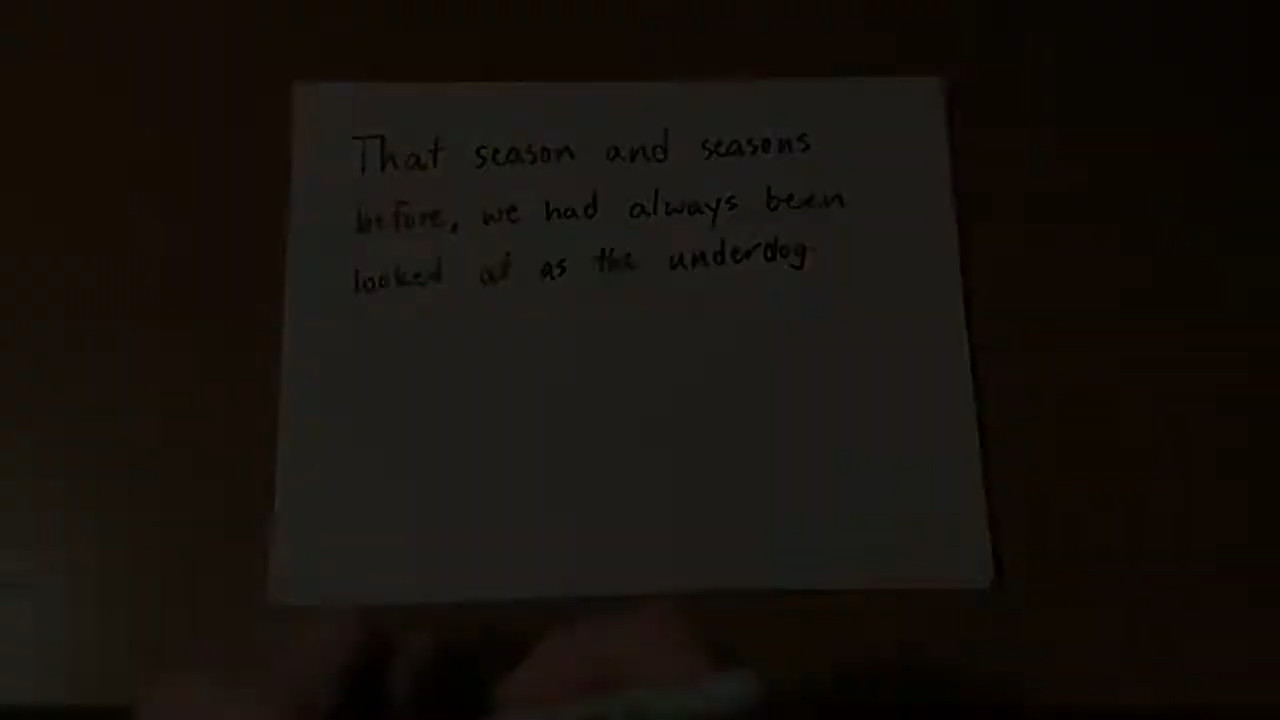 That season and seasons
before, we had always been
looked at as the underdog